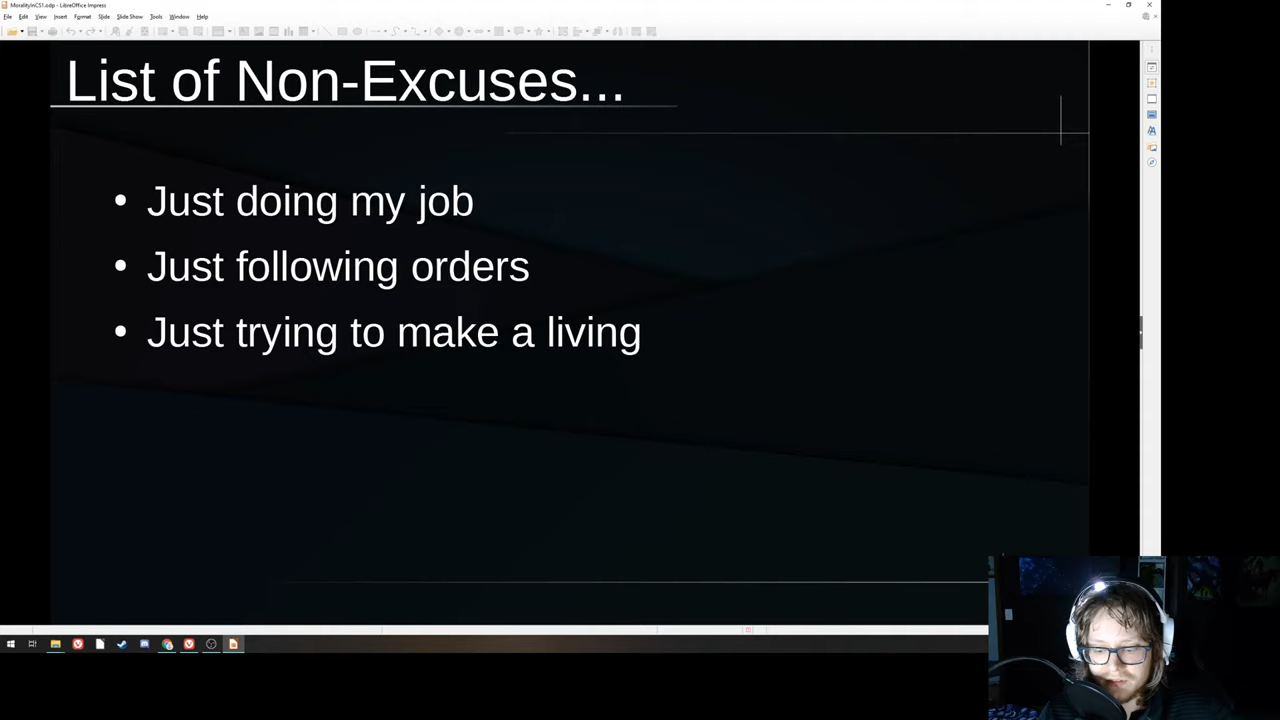 MoralityInCS1.odp - LibreOffice Impress
File Edit View Insert Format Slide Slide Show Tools Window Help
List of Non-Excuses...
• Just doing my job
• Just following orders
• Just trying to make a living